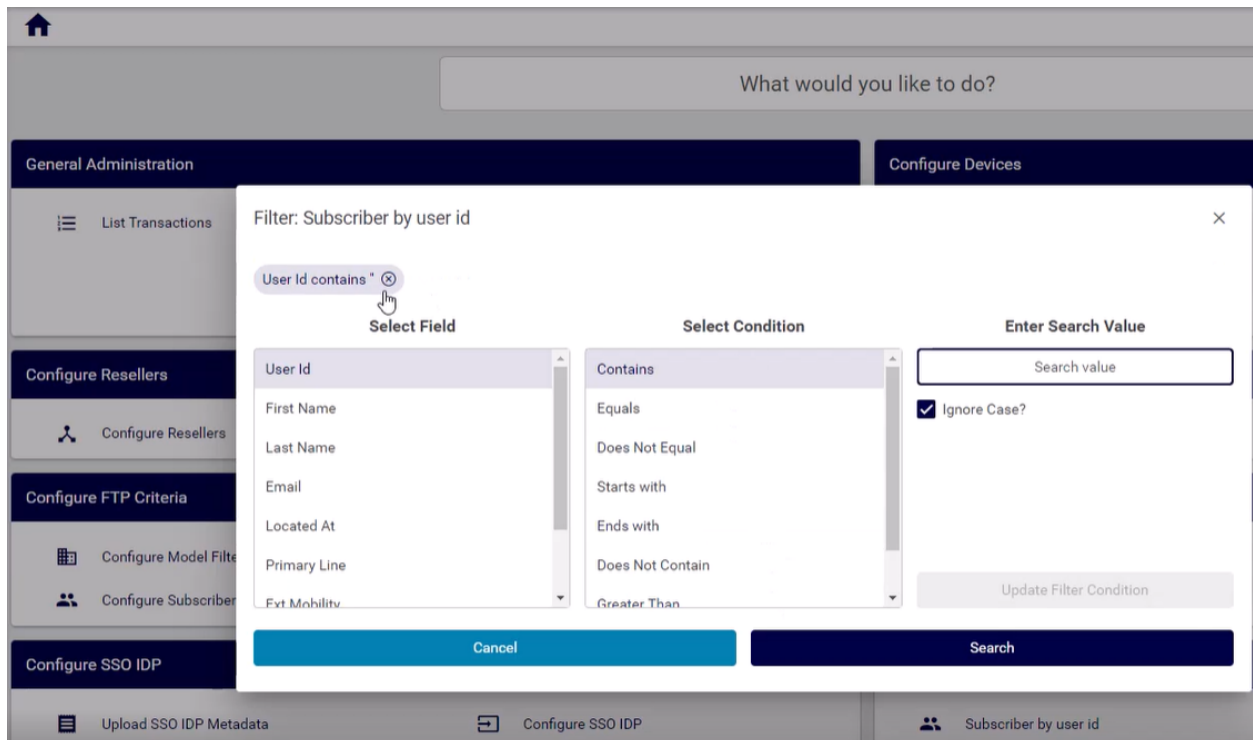 What would you like to do?
General Administration
List Transactions
Configure Devices
Filter: Subscriber by user id
User Id contains "
Select Field
User Id
First Name
Last Name
Email
Located At
Primary Line
Ext Mobility
Select Condition
Contains
Equals
Does Not Equal
Starts with
Ends with
Does Not Contain
Greater Than
Enter Search Value
Search value
Ignore Case?
Update Filter Condition
Cancel
Search
Configure Resellers
Configure Resellers
Configure FTP Criteria
Configure Model Filte
Configure Subscriber
Configure SSO IDP
Upload SSO IDP Metadata
Configure SSO IDP
Subscriber by user id